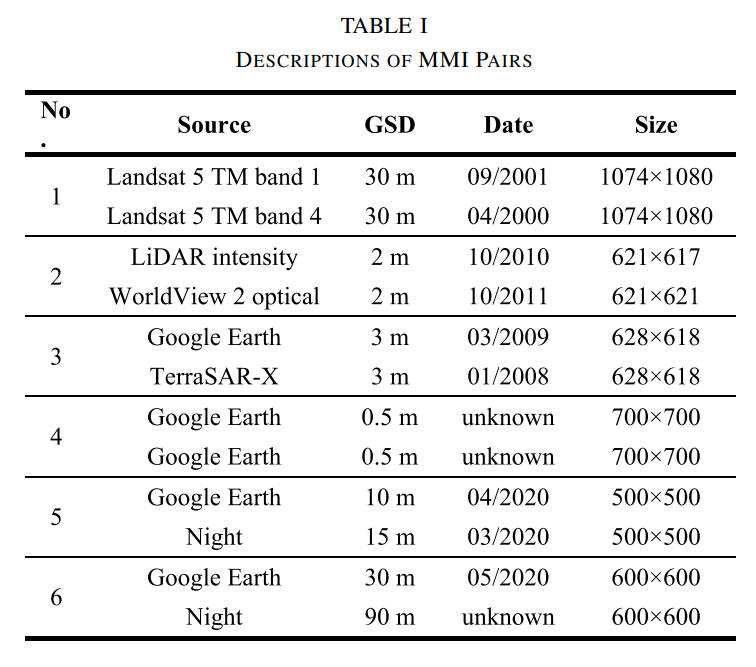 TABLE I
DESCRIPTIONS OF MMI PAIRS
No. Source GSD Date Size
1 Landsat 5 TM band 1 30 m 09/2001 1074×1080
Landsat 5 TM band 4 30 m 04/2000 1074×1080
2 LiDAR intensity 2 m 10/2010 621×617
WorldView 2 optical 2 m 10/2011 621×621
3 Google Earth 3 m 03/2009 628×618
TerraSAR-X 3 m 01/2008 628×618
4 Google Earth 0.5 m unknown 700×700
Google Earth 0.5 m unknown 700×700
5 Google Earth 10 m 04/2020 500×500
Night 15 m 03/2020 500×500
6 Google Earth 30 m 05/2020 600×600
Night 90 m unknown 600×600